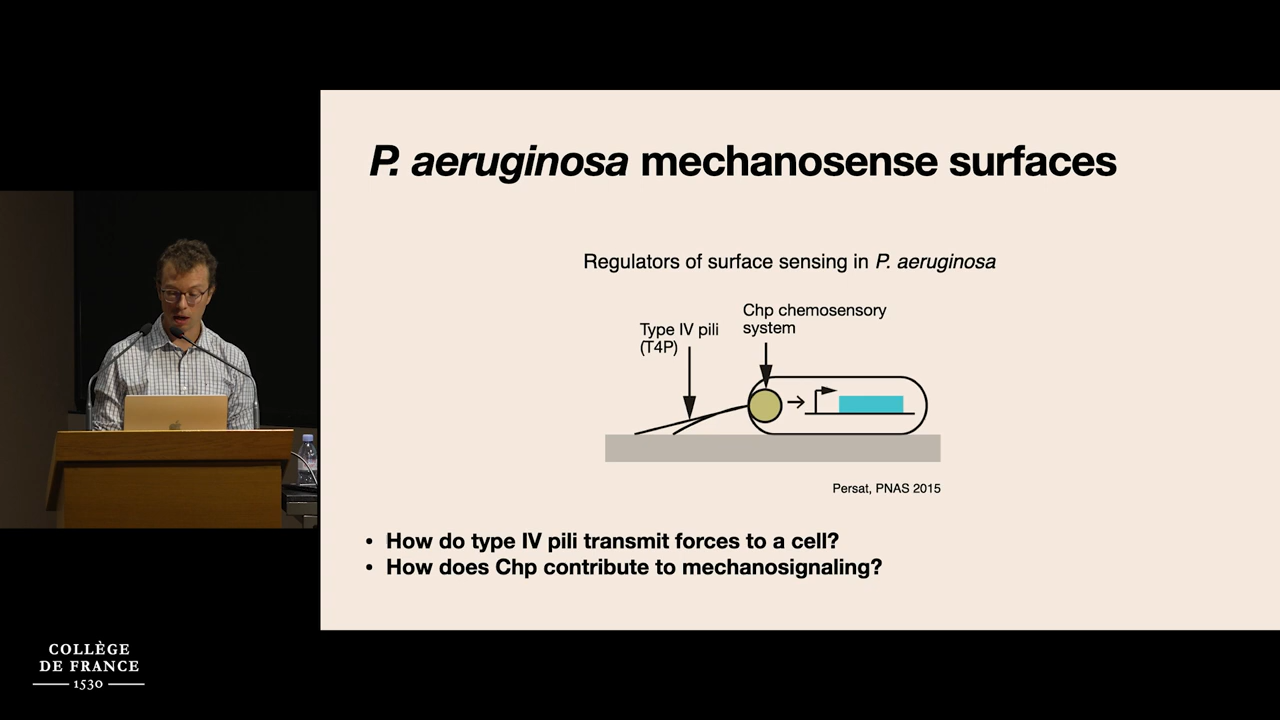 P. aeruginosa mechanosense surfaces
Regulators of surface sensing in P. aeruginosa
Chp chemosensory
system
Type IV pili
(T4P)
Persat, PNAS 2015
• How do type IV pili transmit forces to a cell?
• How does Chp contribute to mechanosignaling?
COLLÈGE
DE FRANCE
1530